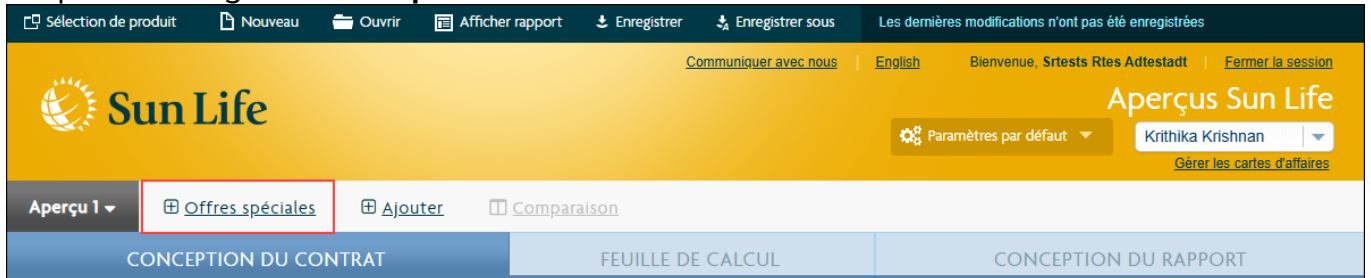 Sélection de produit Nouveau Ouvrir Afficher rapport Enregistrer Enregistrer sous Les dernières modifications n'ont pas été enregistrées
Communiquer avec nous English Bienvenue, Srtests Rtes Adtestadt Fermer la session
Sun Life
Aperçus Sun Life
Paramètres par défaut Krithika Krishnan
Gérer les cartes d'affaires
Aperçu 1 Offres spéciales Ajouter Comparaison
CONCEPTION DU CONTRAT FEUILLE DE CALCUL CONCEPTION DU RAPPORT